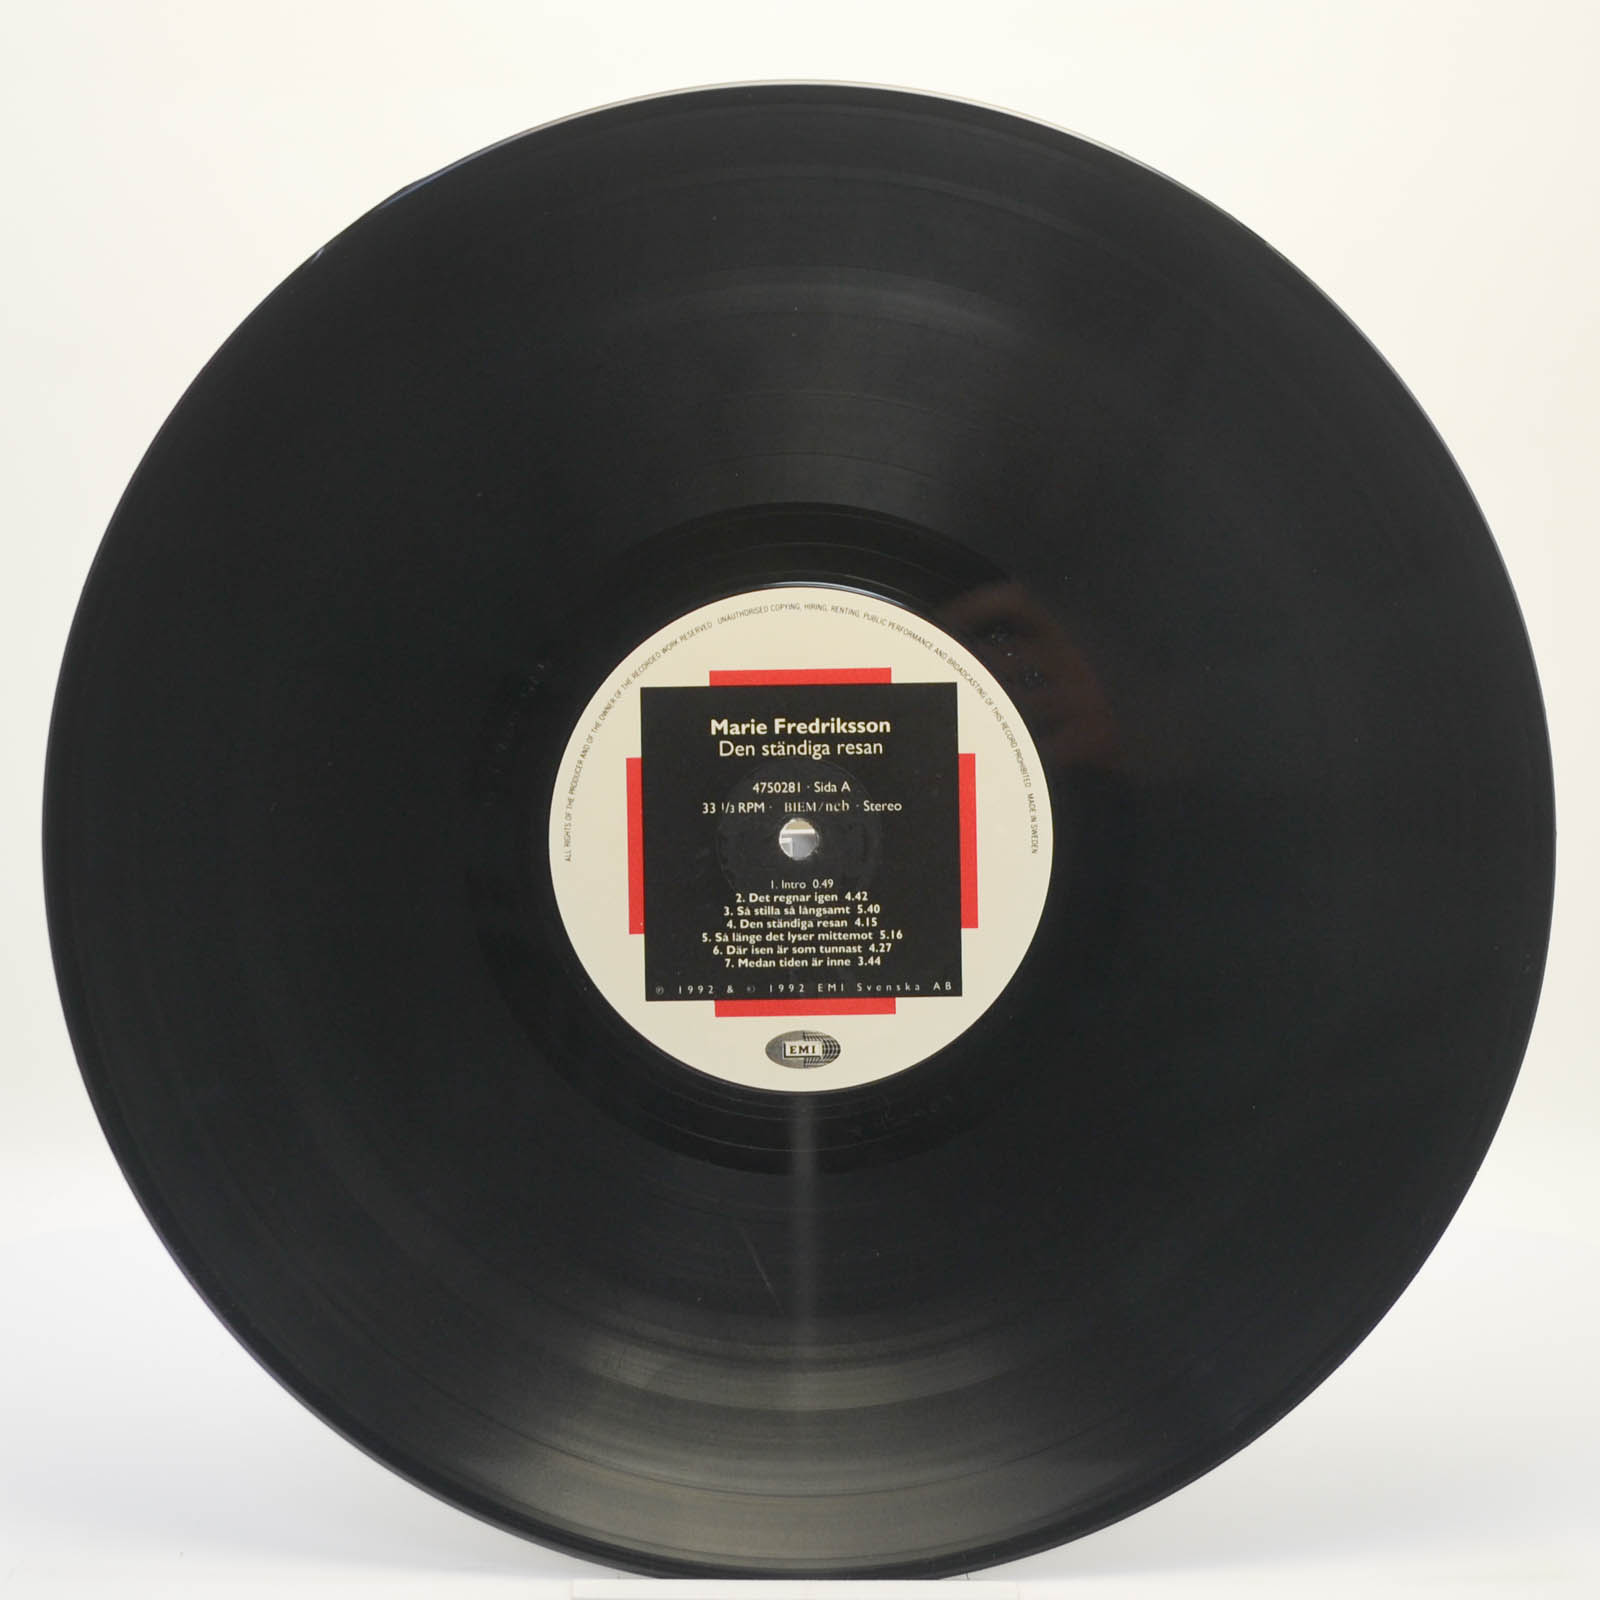 ALL RIGHTS OF THE PRODUCER AND OF THE OWNER OF THE RECORDED WORK RESERVED UNAUTHORISED COPYING, HIRING, RENTING, PUBLIC PERFORMANCE AND BROADCASTING OF THIS RECORD PROHIBITED MADE IN SWEDEN
Marie Fredriksson
Den ständiga resan
4750281 · Sida A
33 1/3 RPM · BIEM/ncb · Stereo
1. Intro 0.49
2. Det regnar igen 4.42
3. Så stilla så långsamt 5.40
4. Den ständiga resan 4.15
5. Så länge det lyser mittemot 5.16
6. Där isen är som tunnast 4.27
7. Medan tiden är inne 3.44
℗ 1992 & © 1992 EMI Svenska AB
EMI